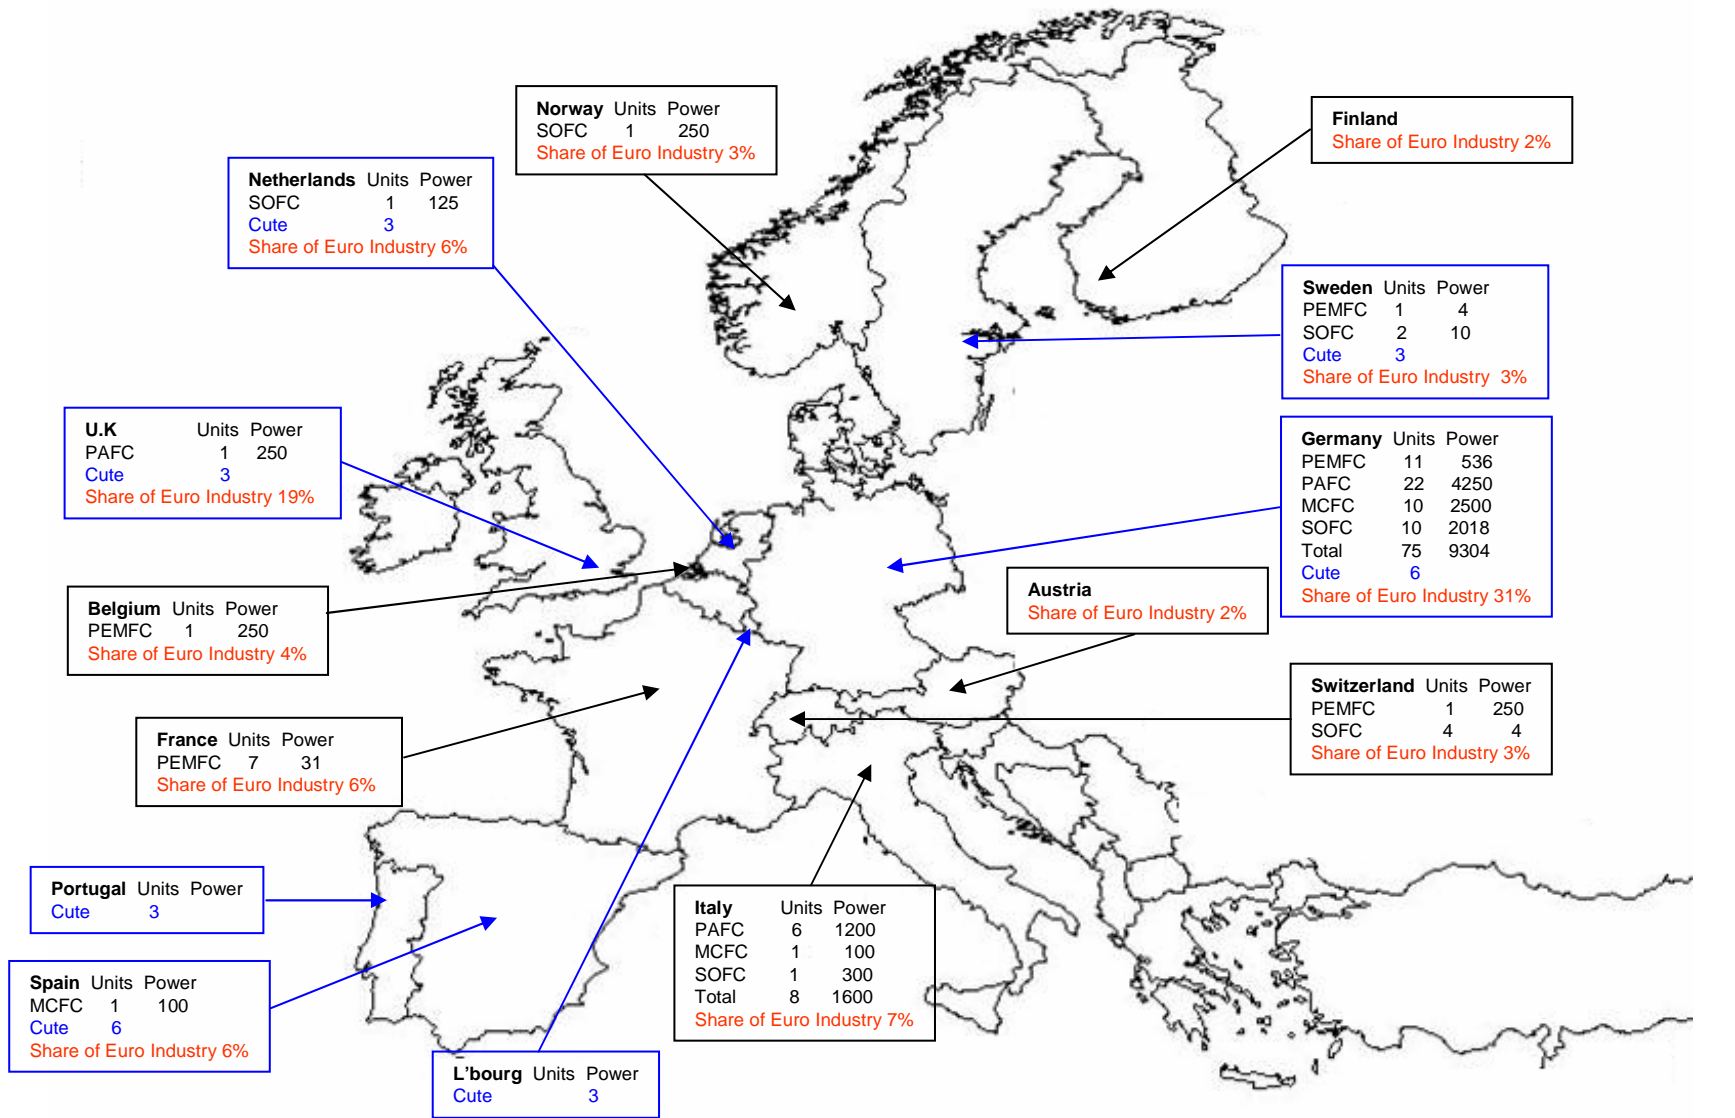 Norway Units Power
SOFC 1 250
Share of Euro Industry 3%
Finland
Share of Euro Industry 2%
Netherlands Units Power
SOFC 1 125
Cute 3
Share of Euro Industry 6%
Sweden Units Power
PEMFC 1 4
SOFC 2 10
Cute 3
Share of Euro Industry 3%
U.K Units Power
PAFC 1 250
Cute 3
Share of Euro Industry 19%
Germany Units Power
PEMFC 11 536
PAFC 22 4250
MCFC 10 2500
SOFC 10 2018
Total 75 9304
Cute 6
Share of Euro Industry 31%
Belgium Units Power
PEMFC 1 250
Share of Euro Industry 4%
Austria
Share of Euro Industry 2%
Switzerland Units Power
PEMFC 1 250
SOFC 4 4
Share of Euro Industry 3%
France Units Power
PEMFC 7 31
Share of Euro Industry 6%
Portugal Units Power
Cute 3
Italy Units Power
PAFC 6 1200
MCFC 1 100
SOFC 1 300
Total 8 1600
Share of Euro Industry 7%
Spain Units Power
MCFC 1 100
Cute 6
Share of Euro Industry 6%
L'bourg Units Power
Cute 3